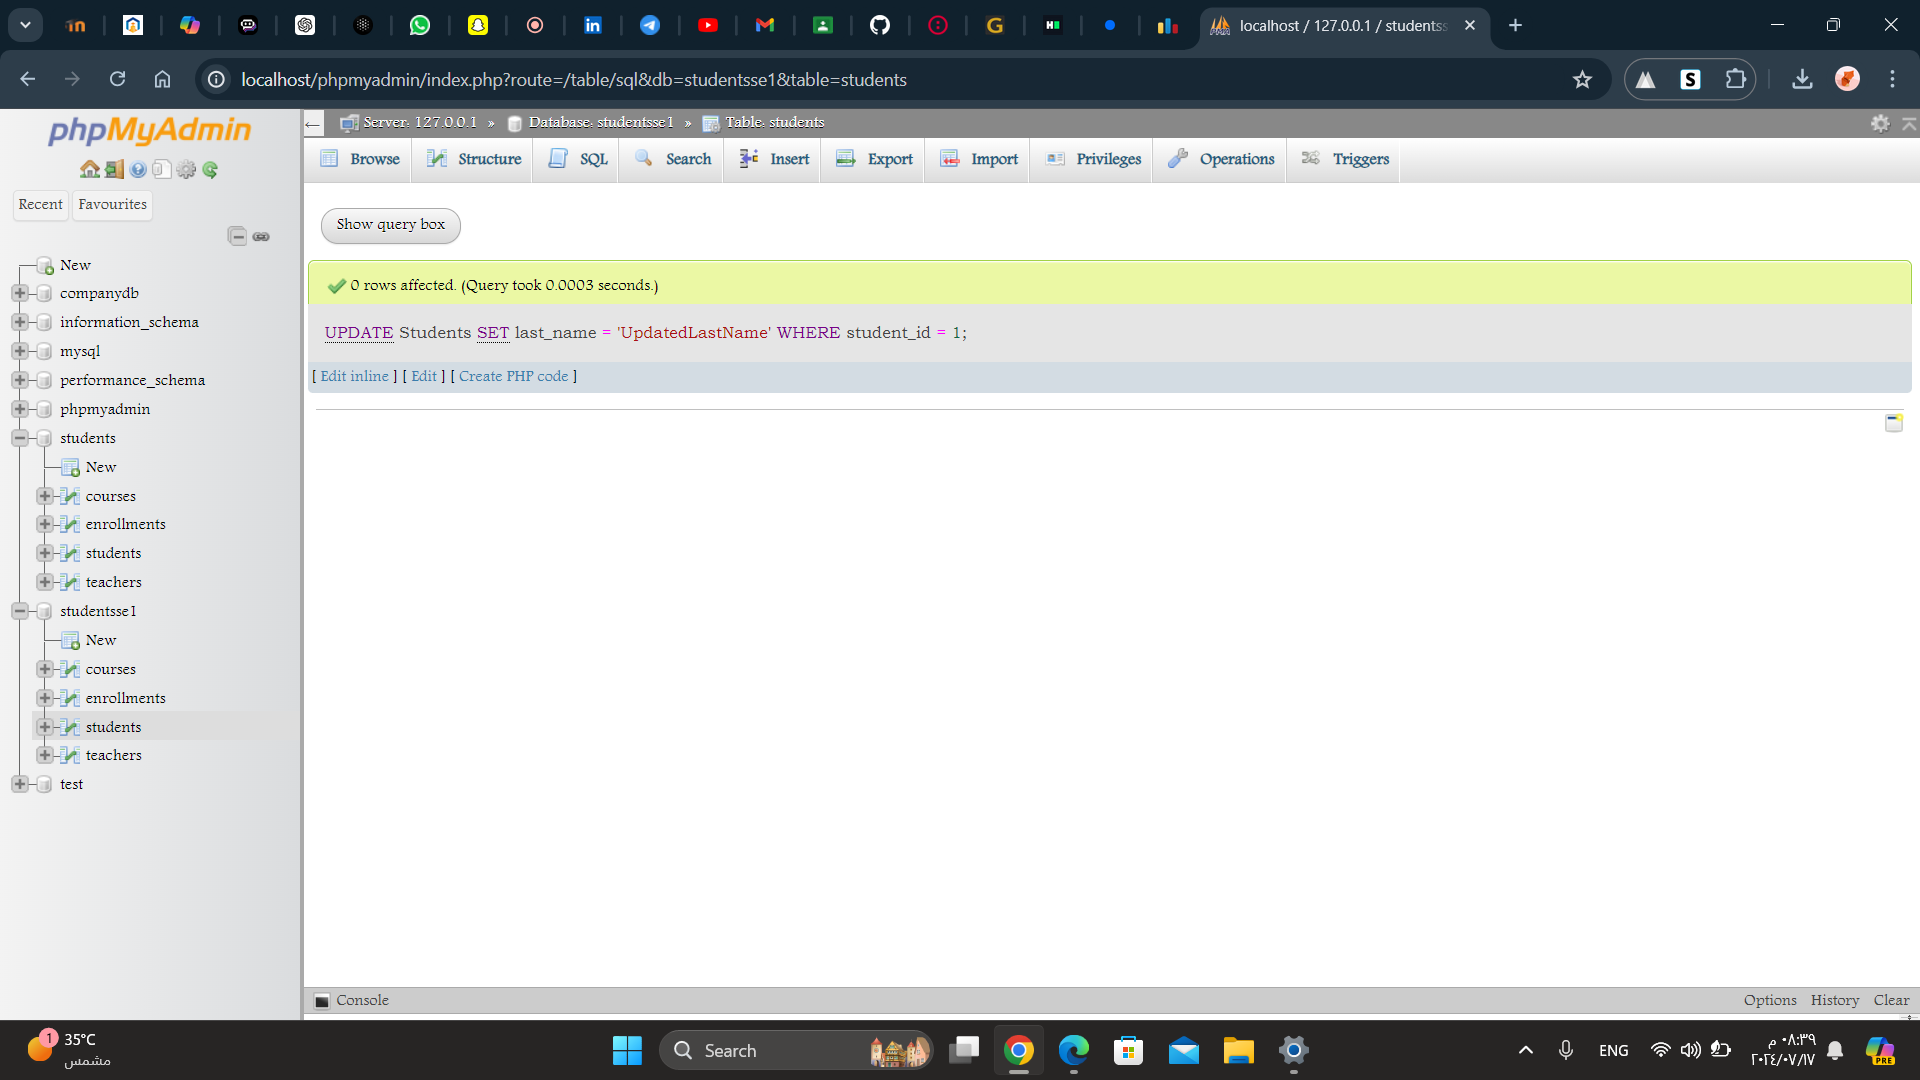 localhost / 127.0.0.1 / studentss
localhost/phpmyadmin/index.php?route=/table/sql&db=studentsse1&table=students
phpMyAdmin
Recent
Favourites
New
companydb
information_schema
mysql
performance_schema
phpmyadmin
students
New
courses
enrollments
students
teachers
studentsse1
New
courses
enrollments
students
teachers
test
Server: 127.0.0.1 » Database: studentsse1 » Table: students
Browse Structure SQL Search Insert Export Import Privileges Operations Triggers
Show query box
0 rows affected. (Query took 0.0003 seconds.)
UPDATE Students SET last_name = 'UpdatedLastName' WHERE student_id = 1;
[ Edit inline ] [ Edit ] [ Create PHP code ]
Console
Options History Clear
1
35°C
مشمس
Search
ENG
٠٨:٣٩ م
٢٠٢٤/٠٧/١٧
PRE